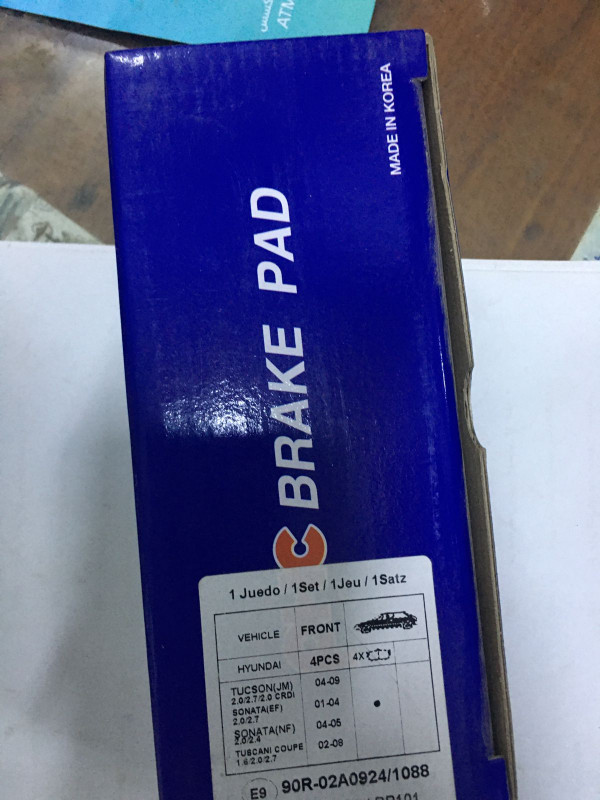 ATM
MADE IN KOREA
BRAKE PAD
1 Juedo / 1Set / 1Jeu / 1Satz
VEHICLE FRONT
HYUNDAI 4PCS 4X
TUCSON(JM) 04-09
2.0/2.7/2.0 CRDI
SONATA(EF) 01-04
2.0/2.7
SONATA(NF) 04-05
2.0/2.4
TUSCANI COUPE 02-08
1.6/2.0/2.7
E9 90R-02A0924/1088